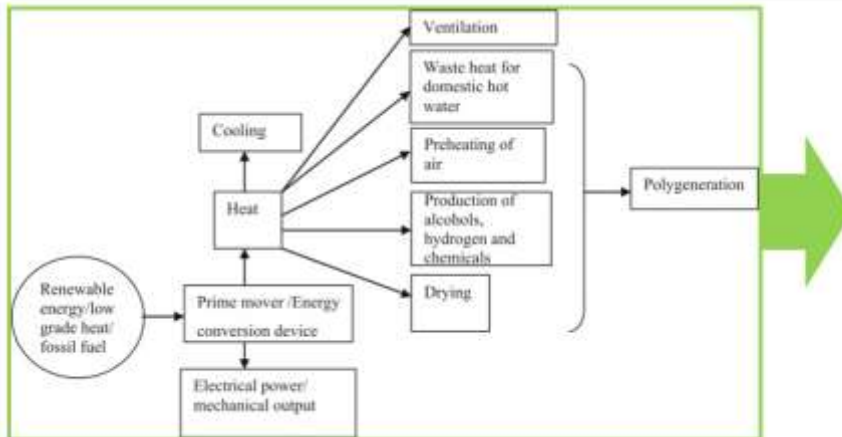 Ventilation
Waste heat for
domestic hot
water
Cooling
Preheating of
air
Polygeneration
Heat
Production of
alcohols,
hydrogen and
chemicals
Drying
Renewable
energy/low
grade heat/
fossil fuel
Prime mover /Energy
conversion device
Electrical power/
mechanical output